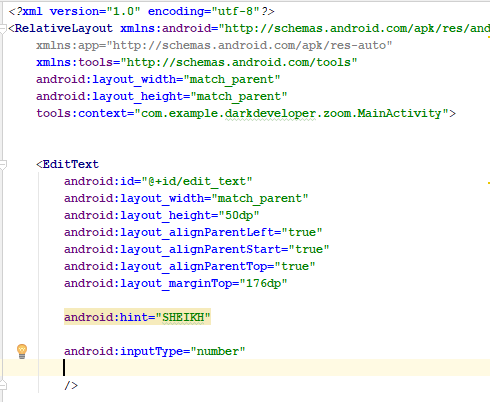 <?xml version="1.0" encoding="utf-8"?>
<RelativeLayout xmlns:android="http://schemas.android.com/apk/res/and
xmlns:app="http://schemas.android.com/apk/res-auto"
xmlns:tools="http://schemas.android.com/tools"
android:layout_width="match_parent"
android:layout_height="match_parent"
tools:context="com.example.darkdeveloper.zoom.MainActivity">
<EditText
android:id="@+id/edit_text"
android:layout_width="match_parent"
android:layout_height="50dp"
android:layout_alignParentLeft="true"
android:layout_alignParentStart="true"
android:layout_alignParentTop="true"
android:layout_marginTop="176dp"
android:hint="SHEIKH"
android:inputType="number"
/>